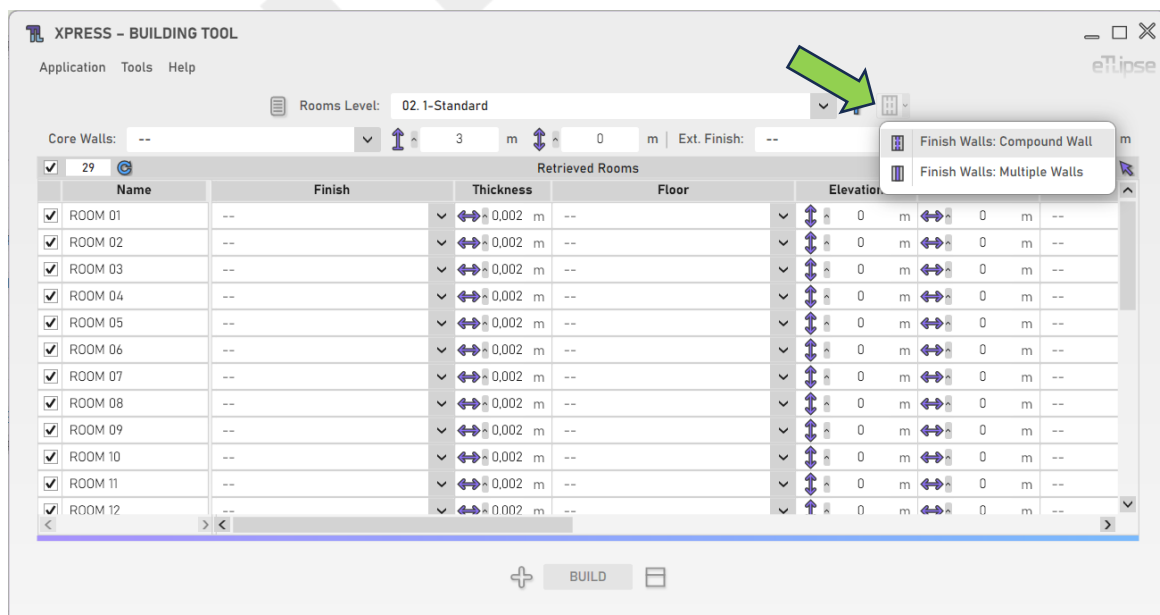 XPRESS – BUILDING TOOL
Application Tools Help
eTLipse
Rooms Level: 02. 1-Standard
Core Walls: -- 3 m 0 m Ext. Finish: -- m
Finish Walls: Compound Wall
Finish Walls: Multiple Walls
29 Retrieved Rooms
Name Finish Thickness Floor Elevation
ROOM 01 -- 0,002 m -- 0 m 0 m --
ROOM 02 -- 0,002 m -- 0 m 0 m --
ROOM 03 -- 0,002 m -- 0 m 0 m --
ROOM 04 -- 0,002 m -- 0 m 0 m --
ROOM 05 -- 0,002 m -- 0 m 0 m --
ROOM 06 -- 0,002 m -- 0 m 0 m --
ROOM 07 -- 0,002 m -- 0 m 0 m --
ROOM 08 -- 0,002 m -- 0 m 0 m --
ROOM 09 -- 0,002 m -- 0 m 0 m --
ROOM 10 -- 0,002 m -- 0 m 0 m --
ROOM 11 -- 0,002 m -- 0 m 0 m --
ROOM 12 -- 0,002 m -- 0 m 0 m --
BUILD